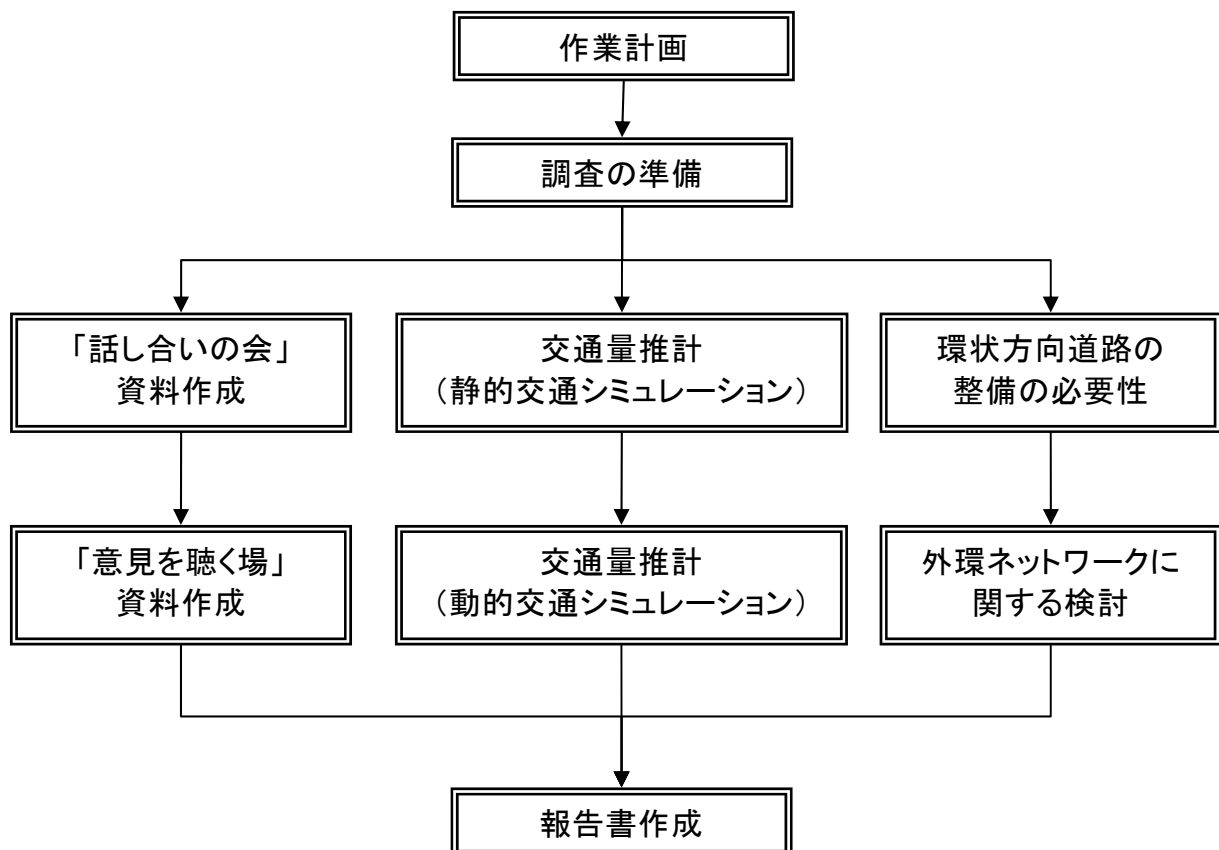 作業計画
調査の準備
「話し合いの会」
資料作成
交通量推計
（静的交通シミュレーション）
環状方向道路の
整備の必要性
「意見を聴く場」
資料作成
交通量推計
（動的交通シミュレーション）
外環ネットワークに
関する検討
報告書作成